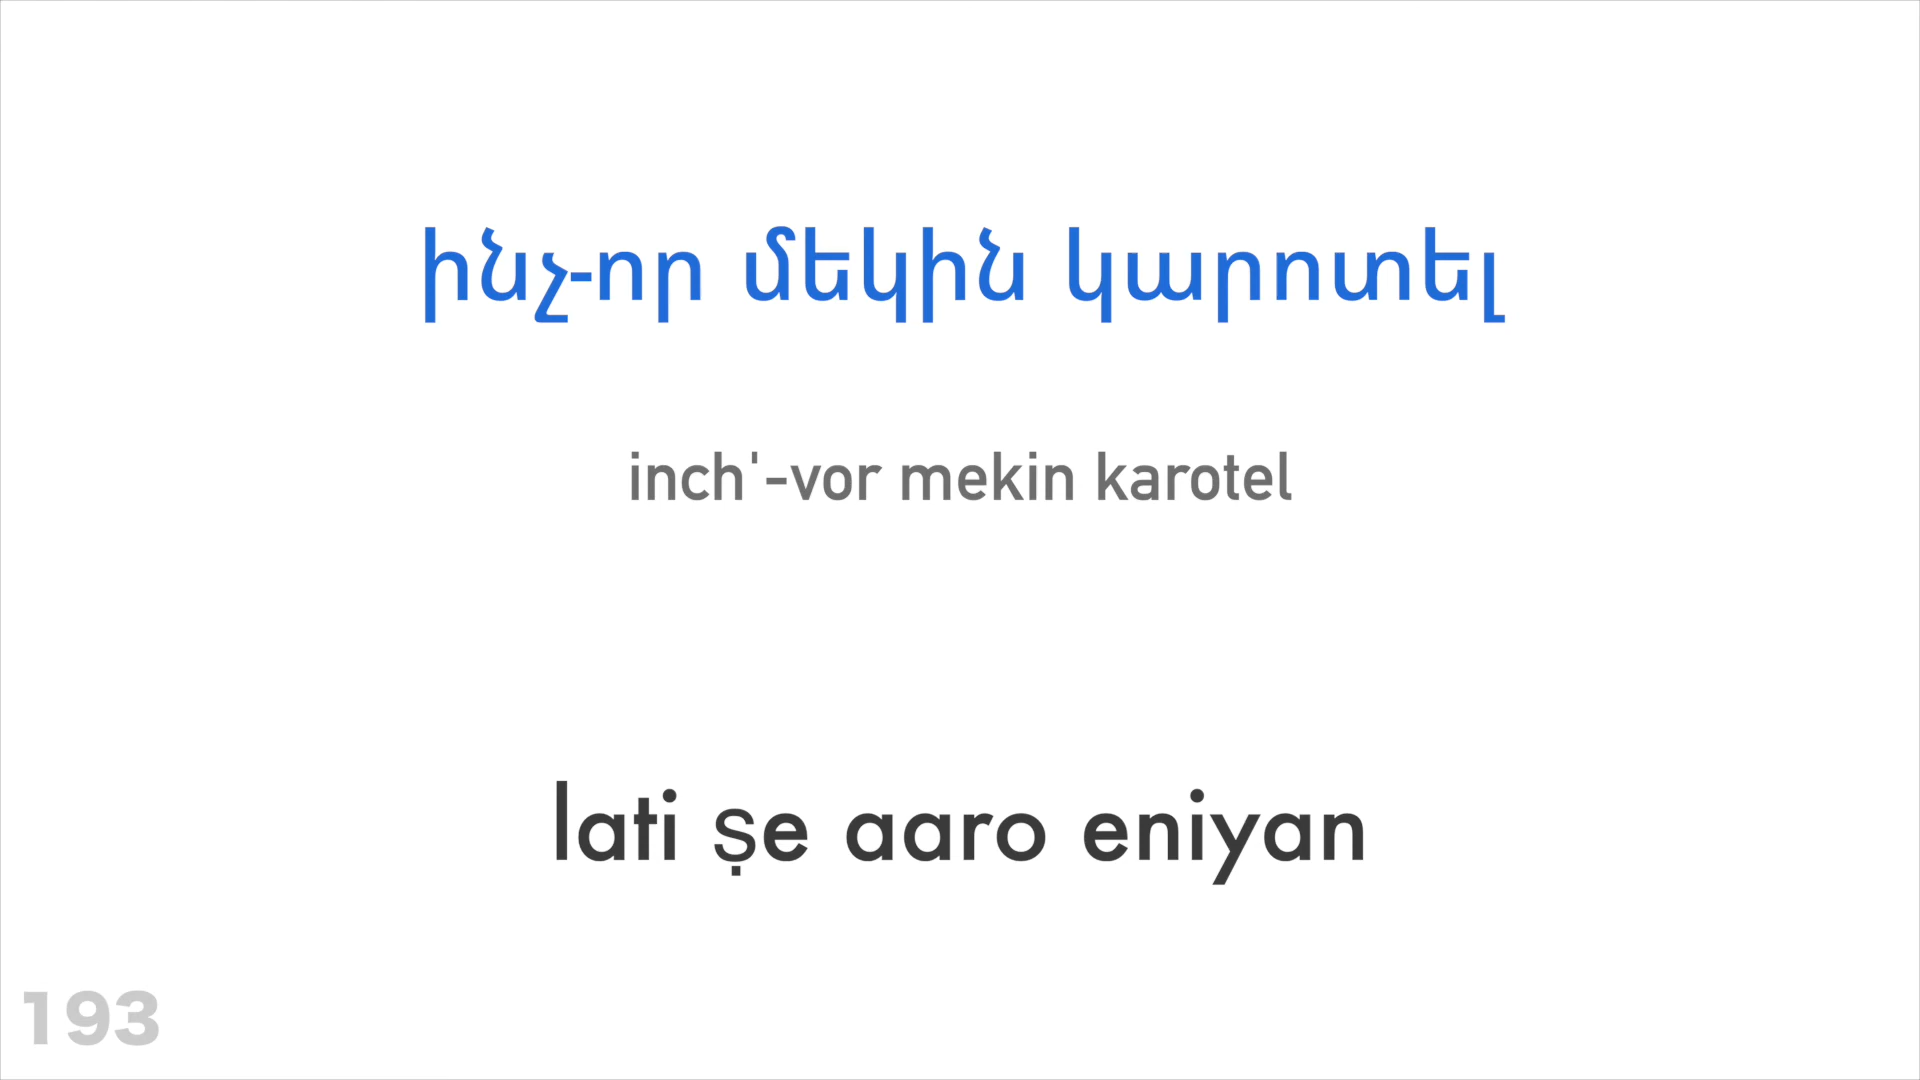 ինչ-որ մեկին կարոտել
inch'-vor mekin karotel
lati ṣe aaro eniyan
193